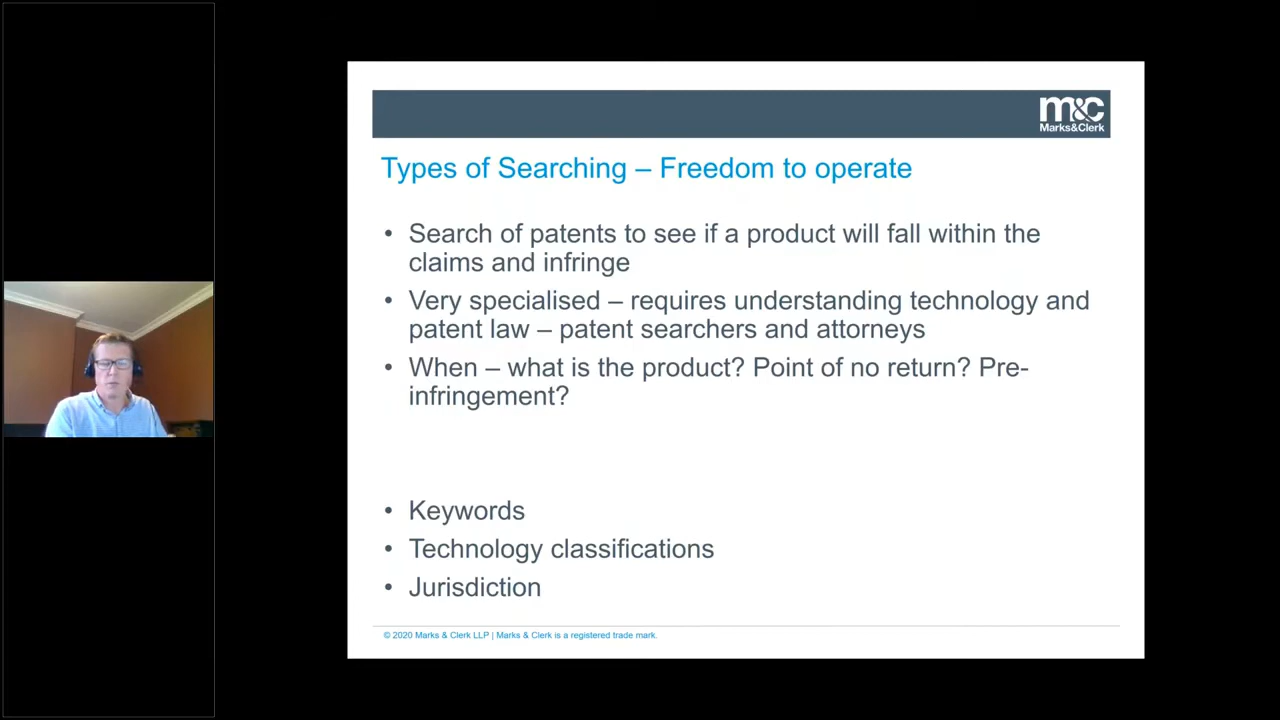 m&c
Marks&Clerk
Types of Searching – Freedom to operate
• Search of patents to see if a product will fall within the
claims and infringe
• Very specialised – requires understanding technology and
patent law – patent searchers and attorneys
• When – what is the product? Point of no return? Pre-
infringement?
• Keywords
• Technology classifications
• Jurisdiction
© 2020 Marks & Clerk LLP | Marks & Clerk is a registered trade mark.